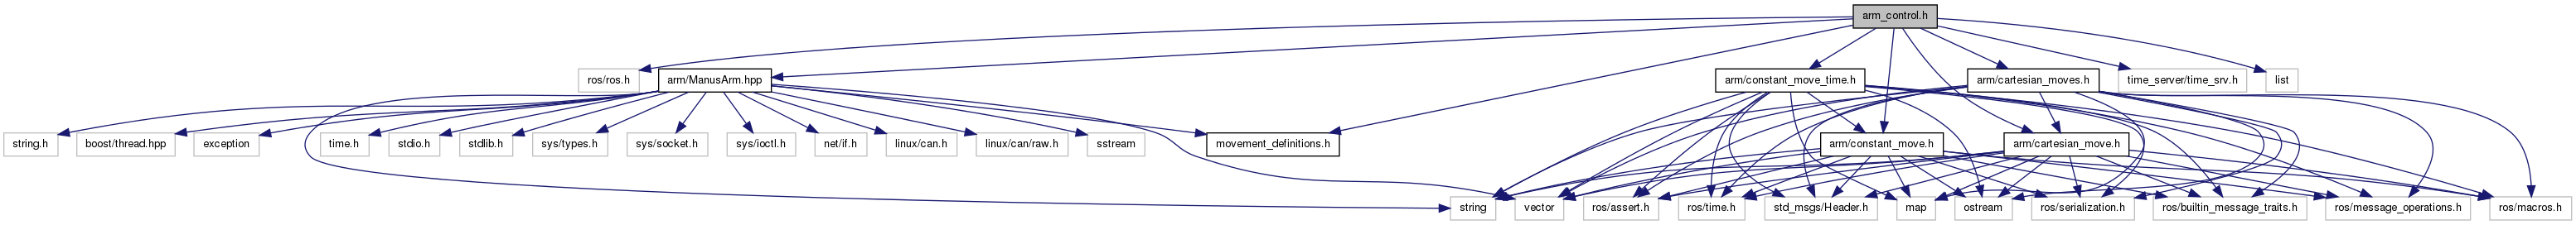 arm_control.h
ros/ros.h
arm/ManusArm.hpp
arm/constant_move_time.h
arm/cartesian_moves.h
time_server/time_srv.h
list
string.h
boost/thread.hpp
exception
time.h
stdio.h
stdlib.h
sys/types.h
sys/socket.h
sys/ioctl.h
net/if.h
linux/can.h
linux/can/raw.h
sstream
movement_definitions.h
arm/constant_move.h
arm/cartesian_move.h
string
vector
ros/assert.h
ros/time.h
std_msgs/Header.h
map
ostream
ros/serialization.h
ros/builtin_message_traits.h
ros/message_operations.h
ros/macros.h